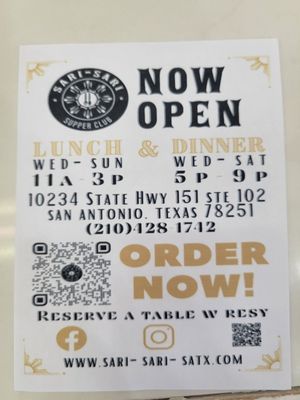 SARI-SARI
SUPPER CLUB
NOW
OPEN
LUNCH & DINNER
WED- SUN WED- SAT
11A - 3P 5P - 9P
10234 STATE HWY 151 STE 102
SAN ANTONIO, TEXAS 78251
(210)428-1742
ORDER
NOW!
RESERVE A TABLE W RESY
WWW.SARI-SARI-SATX.COM